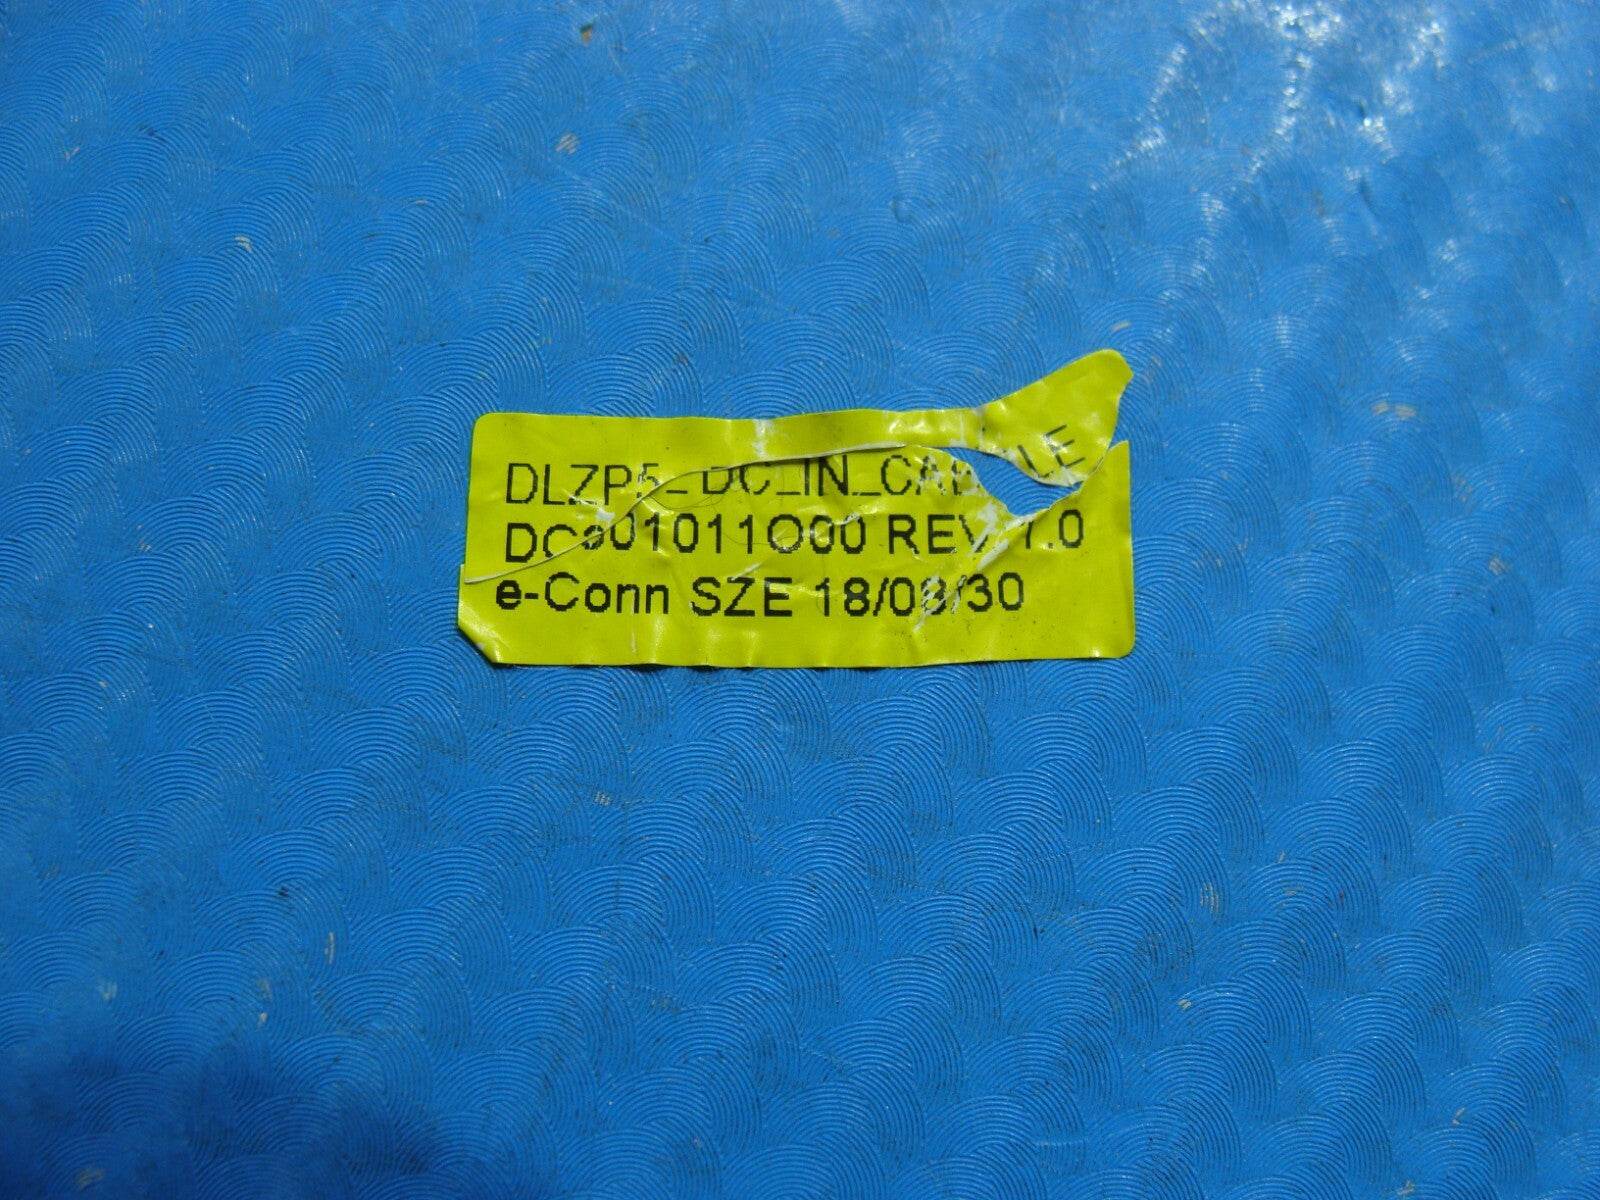 DLZP5_DC_IN_CABLE
DC301011O00 REV: 1.0
e-Conn SZE 18/08/30